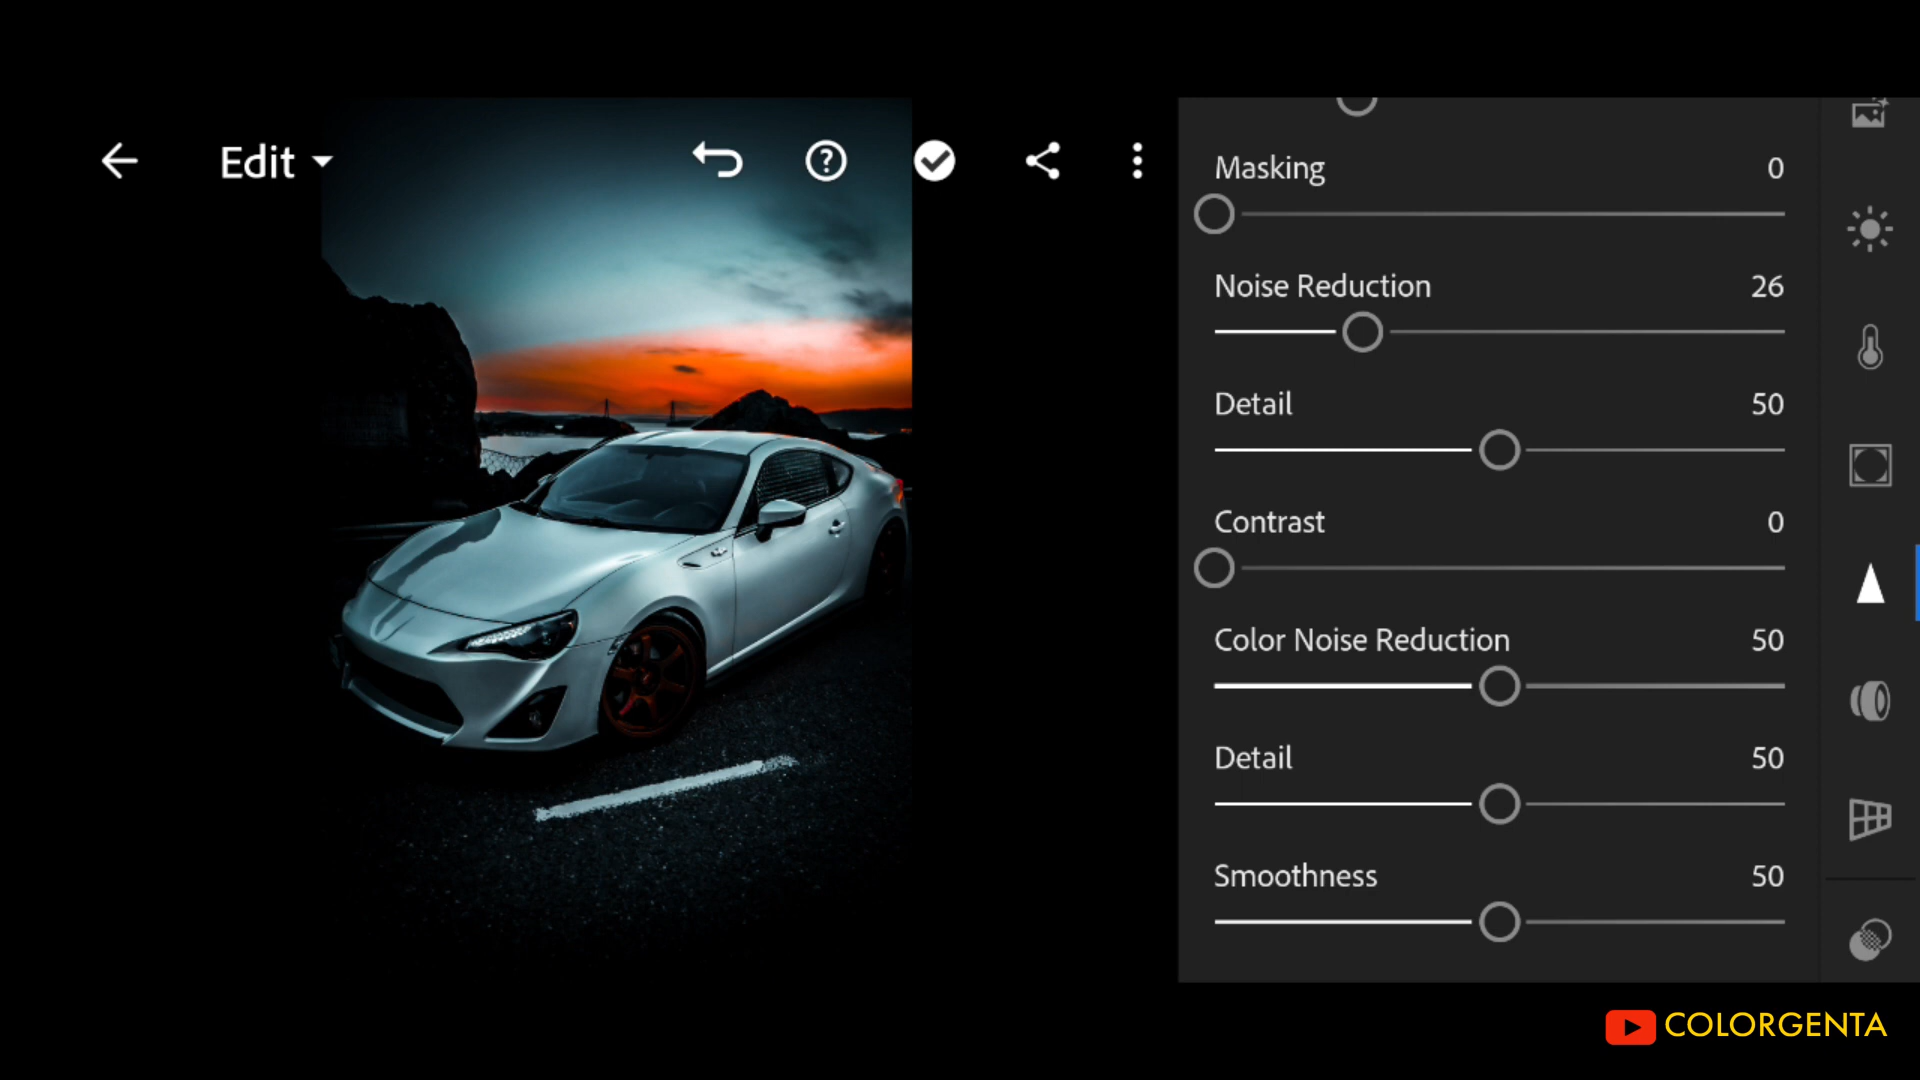 Edit
Masking 0
Noise Reduction 26
Detail 50
Contrast 0
Color Noise Reduction 50
Detail 50
Smoothness 50
COLORGENTA